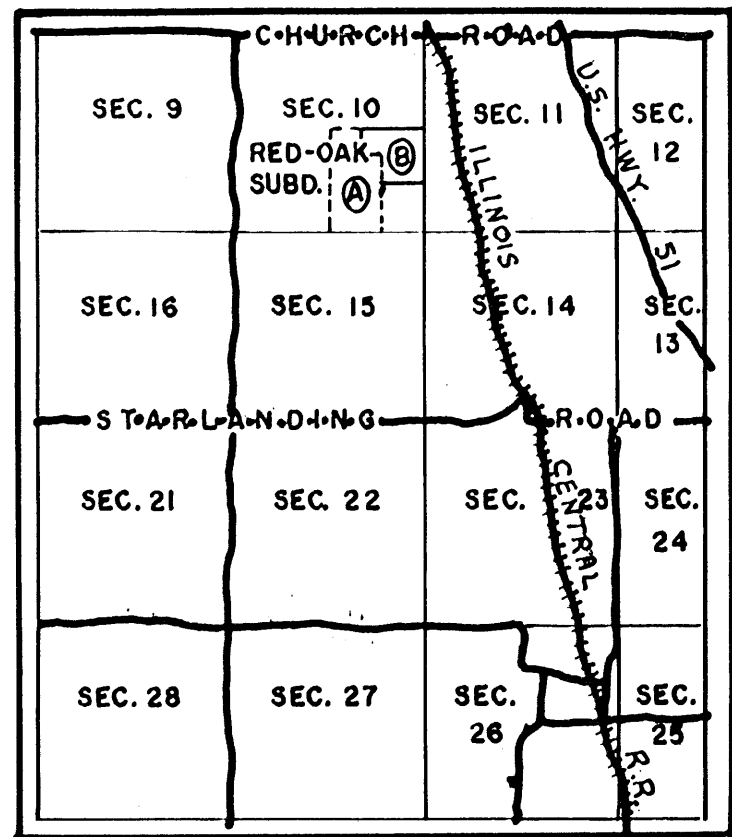 CHURCH ROAD
SEC. 9
SEC. 10
SEC. 11
SEC.
12
U.S. HWY. 51
RED-OAK
SUBD.
B
A
ILLINOIS
SEC. 16
SEC. 15
SEC. 14
SEC.
13
STARLANDING ROAD
SEC. 21
SEC. 22
SEC. 23
SEC.
24
CENTRAL
SEC. 28
SEC. 27
SEC.
26
SEC.
25
R.R.